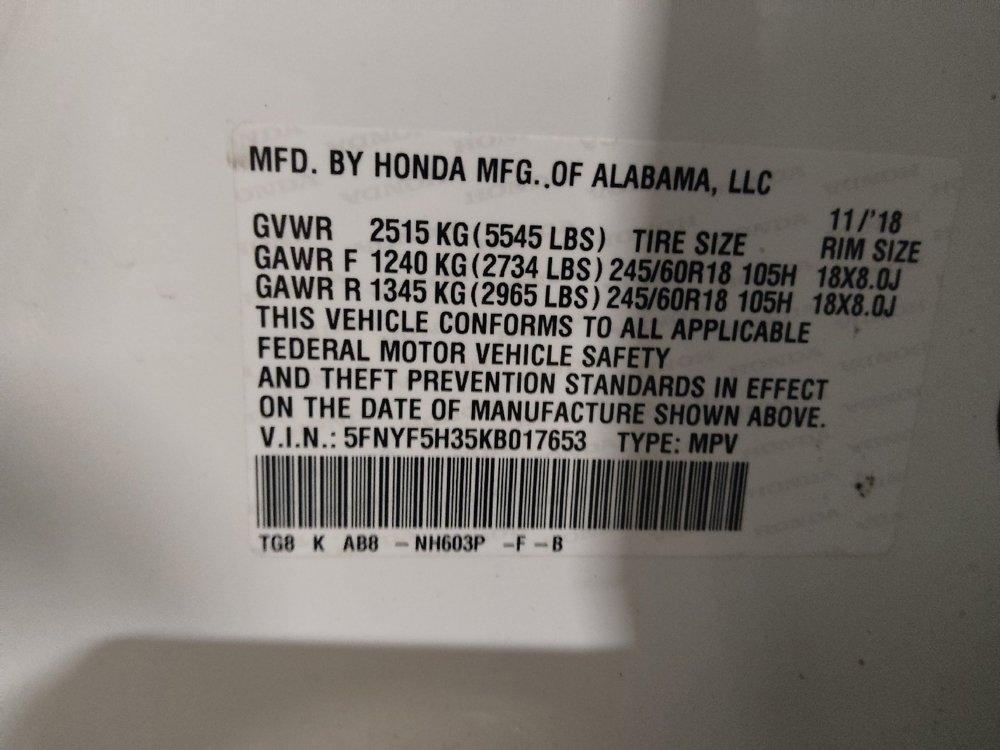 MFD. BY HONDA MFG..OF ALABAMA, LLC
11/'18
GVWR 2515 KG(5545 LBS) TIRE SIZE RIM SIZE
GAWR F 1240 KG(2734 LBS) 245/60R18 105H 18X8.0J
GAWR R 1345 KG(2965 LBS) 245/60R18 105H 18X8.0J
THIS VEHICLE CONFORMS TO ALL APPLICABLE
FEDERAL MOTOR VEHICLE SAFETY
AND THEFT PREVENTION STANDARDS IN EFFECT
ON THE DATE OF MANUFACTURE SHOWN ABOVE.
V.I.N.: 5FNYF5H35KB017653 TYPE: MPV
TG8 K AB8 - NH603P -F - B